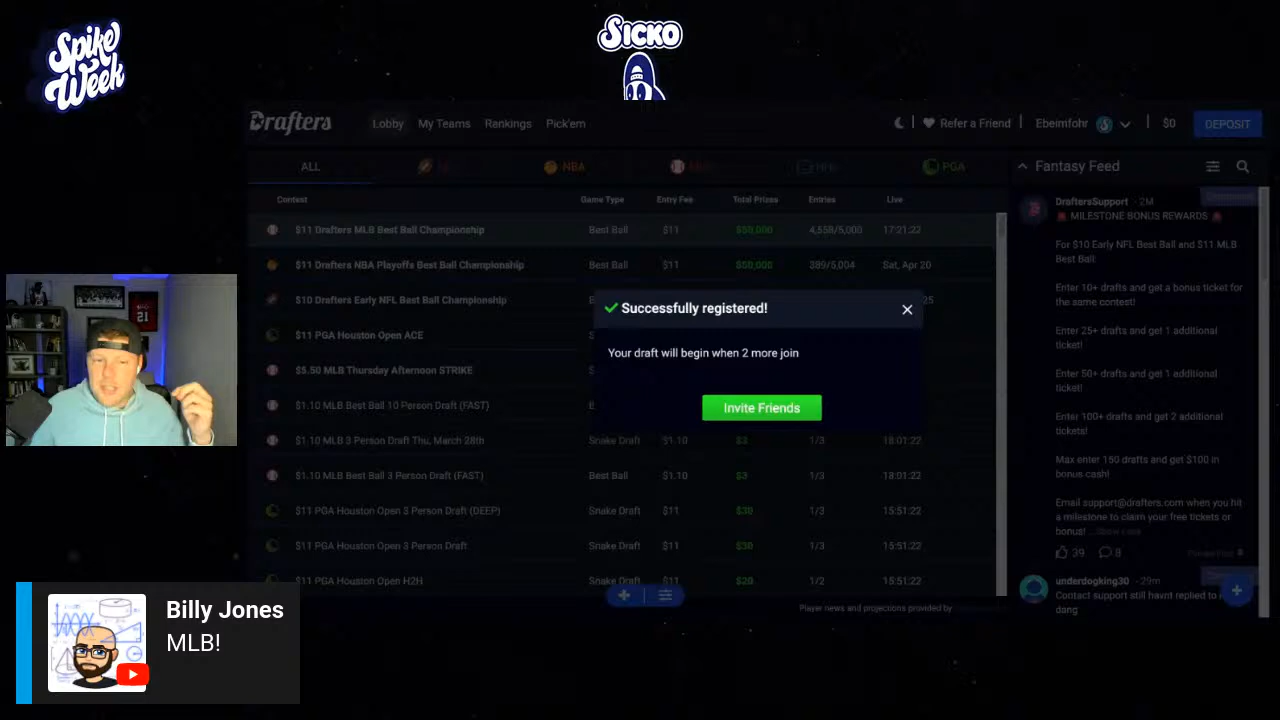 Spike Week
SICKO
Drafters
Lobby My Teams Rankings Pick'em
Refer a Friend Ebeimfohr $0 DEPOSIT
ALL NBA PGA Fantasy Feed
Contest Game Type Entry Fee Total Prizes Entries Live
$11 Drafters MLB Best Ball Championship Best Ball $11 $50,000 4,558/5,000 17:21:22
$11 Drafters NBA Playoffs Best Ball Championship Best Ball $11 $50,000 389/5,004 Sat, Apr 20
$10 Drafters Early NFL Best Ball Championship
$11 PGA Houston Open ACE
$5.50 MLB Thursday Afternoon STRIKE
$1.10 MLB Best Ball 10 Person Draft (FAST)
$1.10 MLB 3 Person Draft Thu, March 28th Snake Draft $1.10 $3 1/3 18:01:22
$1.10 MLB Best Ball 3 Person Draft (FAST) Best Ball $1.10 $3 1/3 18:01:22
$11 PGA Houston Open 3 Person Draft (DEEP) Snake Draft $11 $30 1/3 15:51:22
$11 PGA Houston Open 3 Person Draft Snake Draft $11 $30 1/3 15:51:22
$11 PGA Houston Open H2H Snake Draft $11 $20 1/2 15:51:22
Player news and projections provided by
Successfully registered!
Your draft will begin when 2 more join
Invite Friends
DraftersSupport · 2M
MILESTONE BONUS REWARDS
For $10 Early NFL Best Ball and $11 MLB
Best Ball:
Enter 10+ drafts and get a bonus ticket for
the same contest!
Enter 25+ drafts and get 1 additional
ticket!
Enter 50+ drafts and get 1 additional
ticket!
Enter 100+ drafts and get 2 additional
tickets!
Max enter 150 drafts and get $100 in
bonus cash!
Email support@drafters.com when you hit
a milestone to claim your free tickets or
bonus! ...Show more
39 8
underdogking30 · 29m
Contact support still havnt replied to
dang
21
Billy Jones
MLB!